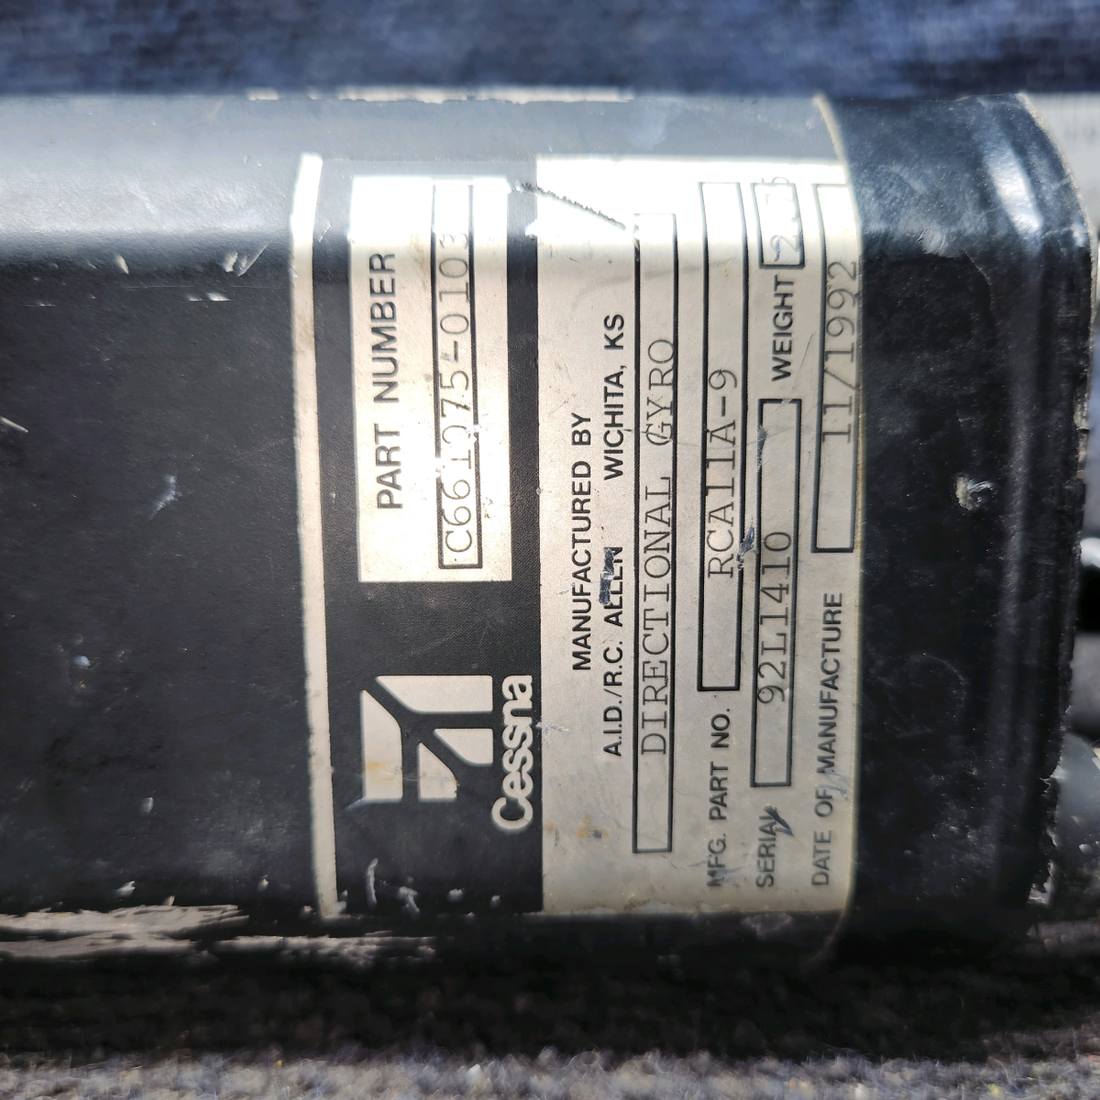 Cessna
PART NUMBER
C661075-0103
MANUFACTURED BY
A.I.D./R.C. ALLEN WICHITA, KS
DIRECTIONAL GYRO
MFG. PART NO. RCA11A-9
SERIAL 92L1410 WEIGHT
DATE OF MANUFACTURE 11/1992